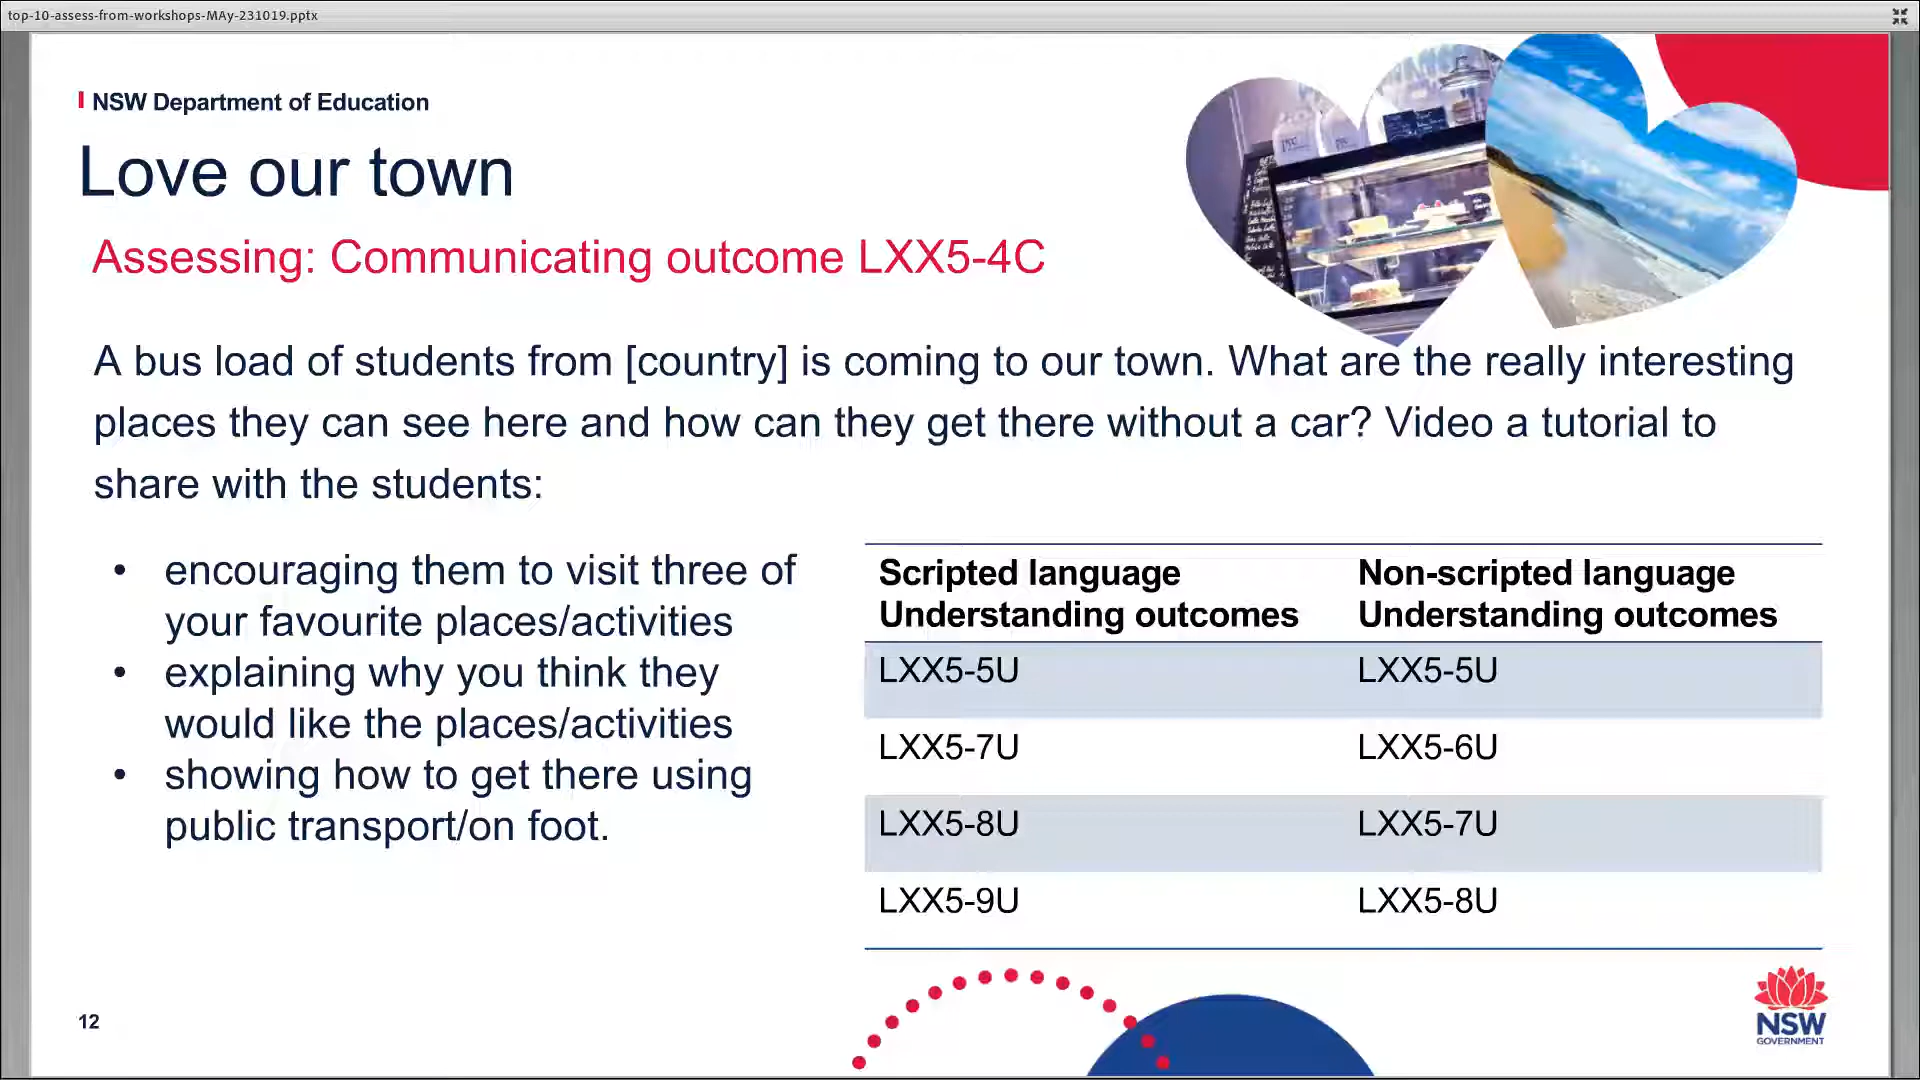 top-10-assess-from-workshops-MAy-231019.pptx
NSW Department of Education
Love our town
Assessing: Communicating outcome LXX5-4C
A bus load of students from [country] is coming to our town. What are the really interesting
places they can see here and how can they get there without a car? Video a tutorial to
share with the students:
• encouraging them to visit three of
your favourite places/activities
• explaining why you think they
would like the places/activities
• showing how to get there using
public transport/on foot.
Scripted language
Understanding outcomes
Non-scripted language
Understanding outcomes
LXX5-5U LXX5-5U
LXX5-7U LXX5-6U
LXX5-8U LXX5-7U
LXX5-9U LXX5-8U
12
NSW
GOVERNMENT